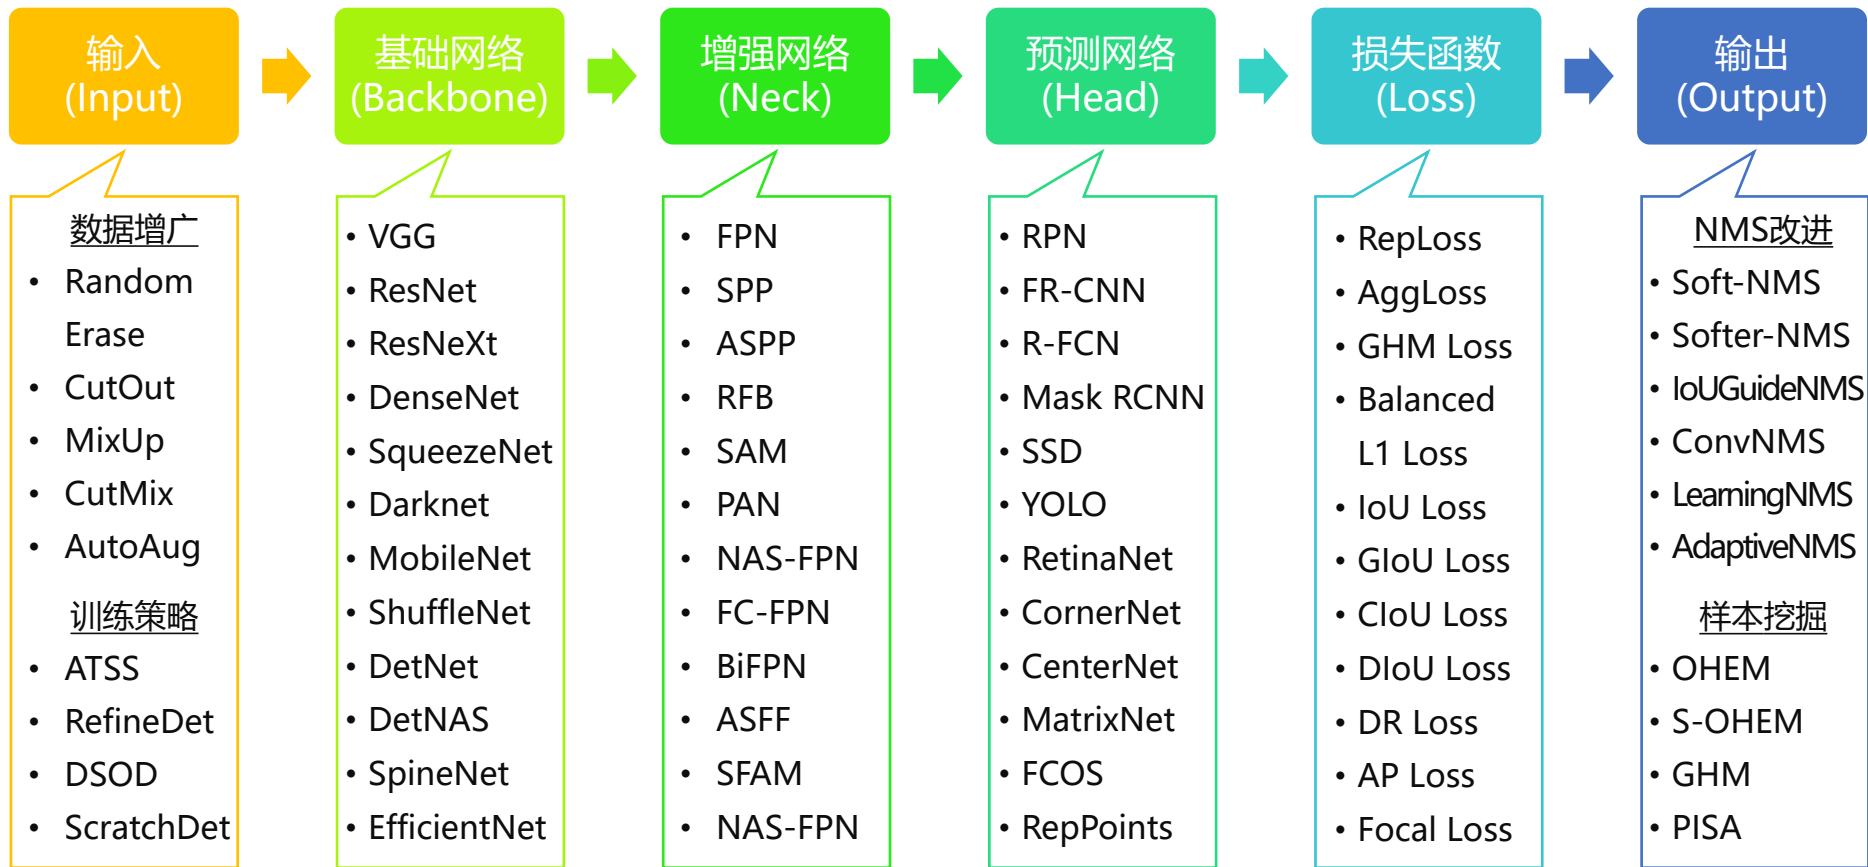 输入
(Input)
基础网络
(Backbone)
增强网络
(Neck)
预测网络
(Head)
损失函数
(Loss)
输出
(Output)
数据增广
• Random
Erase
• CutOut
• MixUp
• CutMix
• AutoAug
训练策略
• ATSS
• RefineDet
• DSOD
• ScratchDet
• VGG
• ResNet
• ResNeXt
• DenseNet
• SqueezeNet
• Darknet
• MobileNet
• ShuffleNet
• DetNet
• DetNAS
• SpineNet
• EfficientNet
• FPN
• SPP
• ASPP
• RFB
• SAM
• PAN
• NAS-FPN
• FC-FPN
• BiFPN
• ASFF
• SFAM
• NAS-FPN
• RPN
• FR-CNN
• R-FCN
• Mask RCNN
• SSD
• YOLO
• RetinaNet
• CornerNet
• CenterNet
• MatrixNet
• FCOS
• RepPoints
• RepLoss
• AggLoss
• GHM Loss
• Balanced
L1 Loss
• IoU Loss
• GIoU Loss
• CIoU Loss
• DIoU Loss
• DR Loss
• AP Loss
• Focal Loss
NMS改进
• Soft-NMS
• Softer-NMS
• IoUGuideNMS
• ConvNMS
• LearningNMS
• AdaptiveNMS
样本挖掘
• OHEM
• S-OHEM
• GHM
• PISA